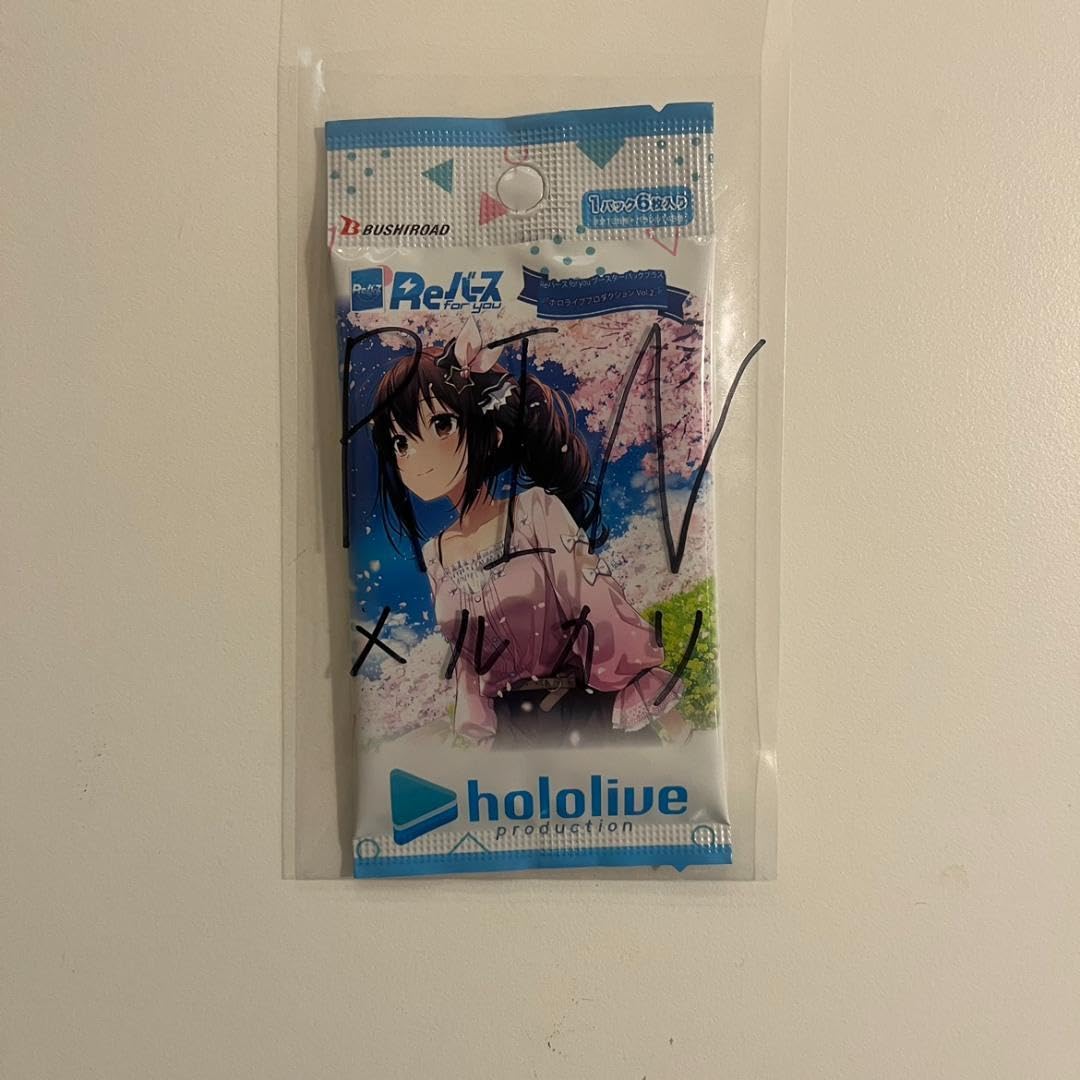 1パック6枚入り
BUSHIROAD
Reバース
for you
Reバース for you ブースターパックプラス
ホロライブプロダクション Vol.2
PIN
メルカリ
hololive
production